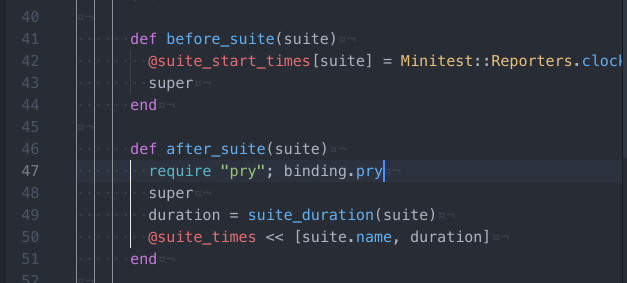 40
41 def before_suite(suite)
42 @suite_start_times[suite] = Minitest::Reporters.clock
43 super
44 end
45
46 def after_suite(suite)
47 require "pry"; binding.pry
48 super
49 duration = suite_duration(suite)
50 @suite_times << [suite.name, duration]
51 end
52